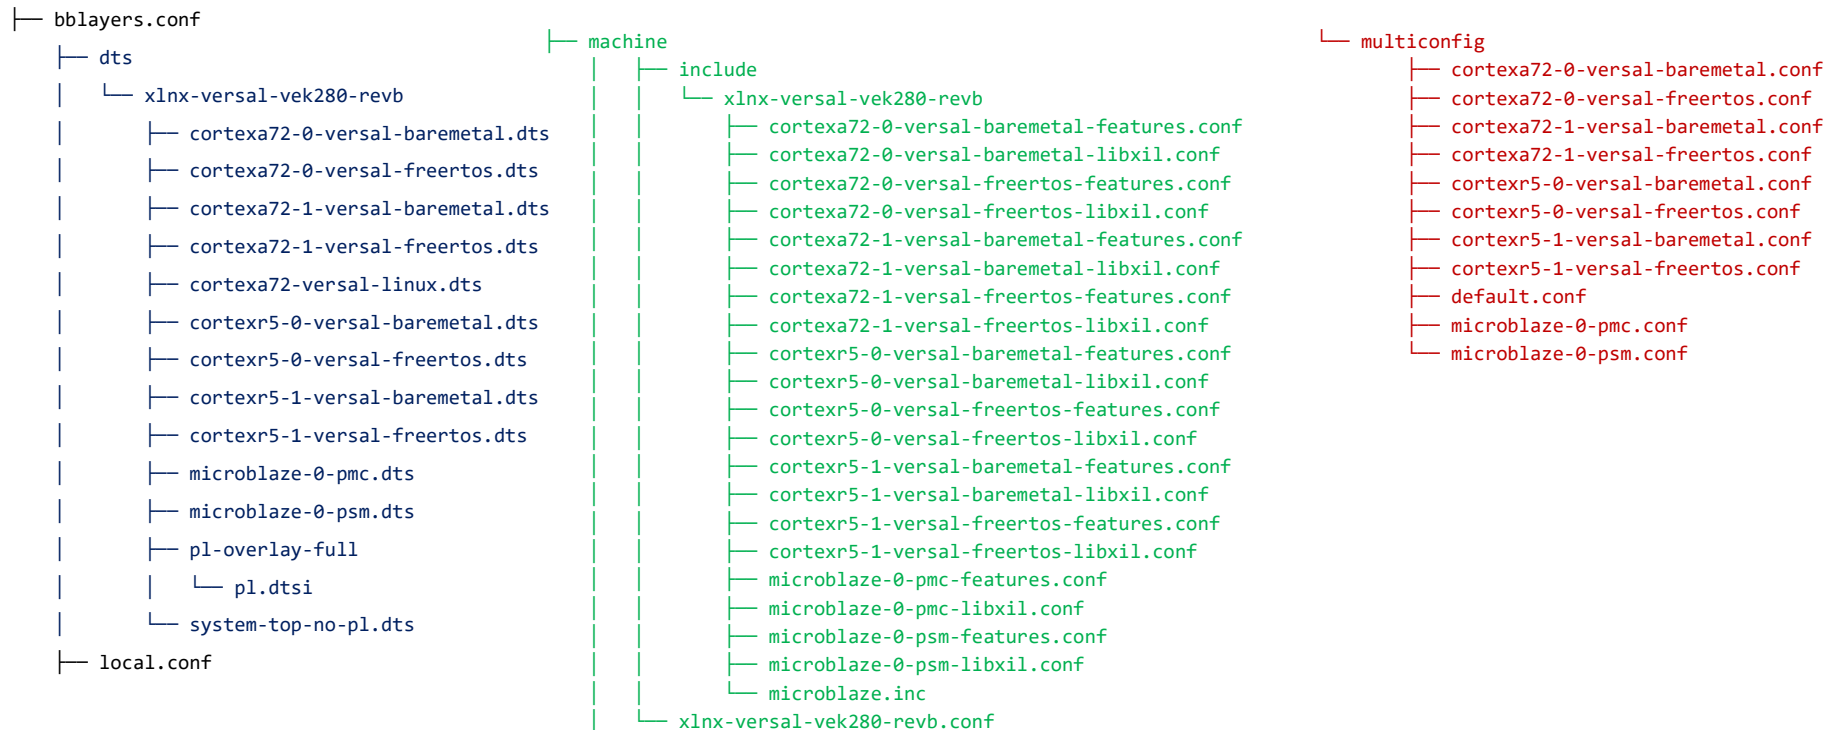 ├── bblayers.conf
    ├── dts
    │   └── xlnx-versal-vek280-revb
    │       ├── cortexa72-0-versal-baremetal.dts
    │       ├── cortexa72-0-versal-freertos.dts
    │       ├── cortexa72-1-versal-baremetal.dts
    │       ├── cortexa72-1-versal-freertos.dts
    │       ├── cortexa72-versal-linux.dts
    │       ├── cortexr5-0-versal-baremetal.dts
    │       ├── cortexr5-0-versal-freertos.dts
    │       ├── cortexr5-1-versal-baremetal.dts
    │       ├── cortexr5-1-versal-freertos.dts
    │       ├── microblaze-0-pmc.dts
    │       ├── microblaze-0-psm.dts
    │       ├── pl-overlay-full
    │       │   └── pl.dtsi
    │       └── system-top-no-pl.dts
    ├── local.conf
├── machine
    │   ├── include
    │   │   └── xlnx-versal-vek280-revb
    │   │       ├── cortexa72-0-versal-baremetal-features.conf
    │   │       ├── cortexa72-0-versal-baremetal-libxil.conf
    │   │       ├── cortexa72-0-versal-freertos-features.conf
    │   │       ├── cortexa72-0-versal-freertos-libxil.conf
    │   │       ├── cortexa72-1-versal-baremetal-features.conf
    │   │       ├── cortexa72-1-versal-baremetal-libxil.conf
    │   │       ├── cortexa72-1-versal-freertos-features.conf
    │   │       ├── cortexa72-1-versal-freertos-libxil.conf
    │   │       ├── cortexr5-0-versal-baremetal-features.conf
    │   │       ├── cortexr5-0-versal-baremetal-libxil.conf
    │   │       ├── cortexr5-0-versal-freertos-features.conf
    │   │       ├── cortexr5-0-versal-freertos-libxil.conf
    │   │       ├── cortexr5-1-versal-baremetal-features.conf
    │   │       ├── cortexr5-1-versal-baremetal-libxil.conf
    │   │       ├── cortexr5-1-versal-freertos-features.conf
    │   │       ├── cortexr5-1-versal-freertos-libxil.conf
    │   │       ├── microblaze-0-pmc-features.conf
    │   │       ├── microblaze-0-pmc-libxil.conf
    │   │       ├── microblaze-0-psm-features.conf
    │   │       ├── microblaze-0-psm-libxil.conf
    │   │       └── microblaze.inc
    │   └── xlnx-versal-vek280-revb.conf
└── multiconfig
        ├── cortexa72-0-versal-baremetal.conf
        ├── cortexa72-0-versal-freertos.conf
        ├── cortexa72-1-versal-baremetal.conf
        ├── cortexa72-1-versal-freertos.conf
        ├── cortexr5-0-versal-baremetal.conf
        ├── cortexr5-0-versal-freertos.conf
        ├── cortexr5-1-versal-baremetal.conf
        ├── cortexr5-1-versal-freertos.conf
        ├── default.conf
        ├── microblaze-0-pmc.conf
        └── microblaze-0-psm.conf